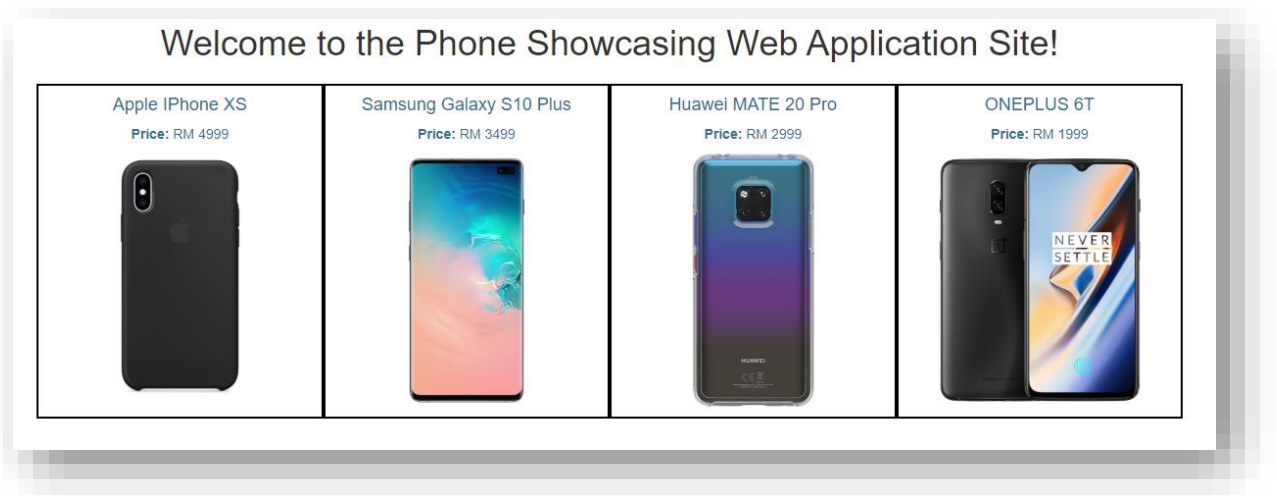 Welcome to the Phone Showcasing Web Application Site!
Apple IPhone XS
Price: RM 4999
Samsung Galaxy S10 Plus
Price: RM 3499
Huawei MATE 20 Pro
Price: RM 2999
ONEPLUS 6T
Price: RM 1999
NEVER
SETTLE
HUAWEI